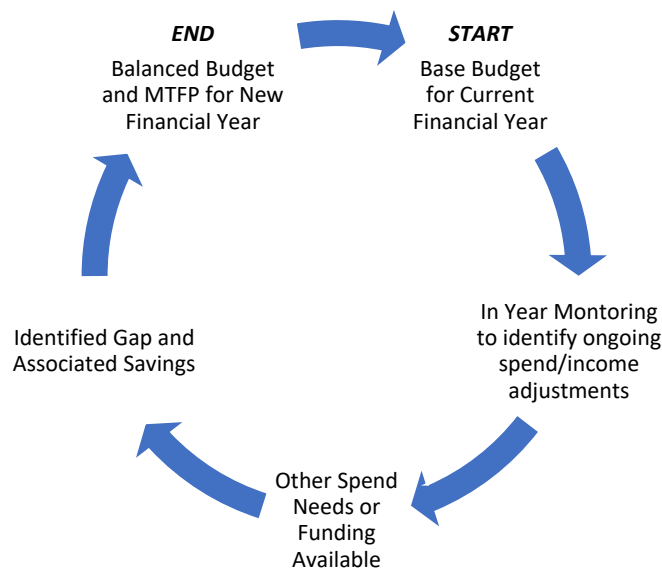 END
Balanced Budget
and MTFP for New
Financial Year
START
Base Budget
for Current
Financial Year
In Year Montoring
to identify ongoing
spend/income
adjustments
Other Spend
Needs or
Funding
Available
Identified Gap and
Associated Savings